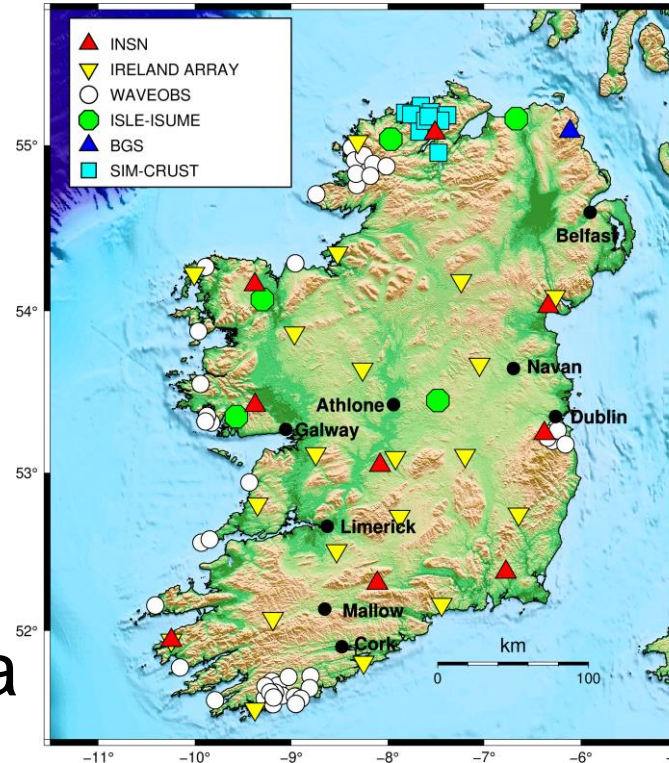 INSN
IRELAND ARRAY
WAVEOBS
ISLE-ISUME
BGS
SIM-CRUST
55°
54°
53°
52°
Belfast
Navan
Athlone
Dublin
Galway
Limerick
Mallow
Cork
km
0 100
a
-11° -10° -9° -8° -7° -6°